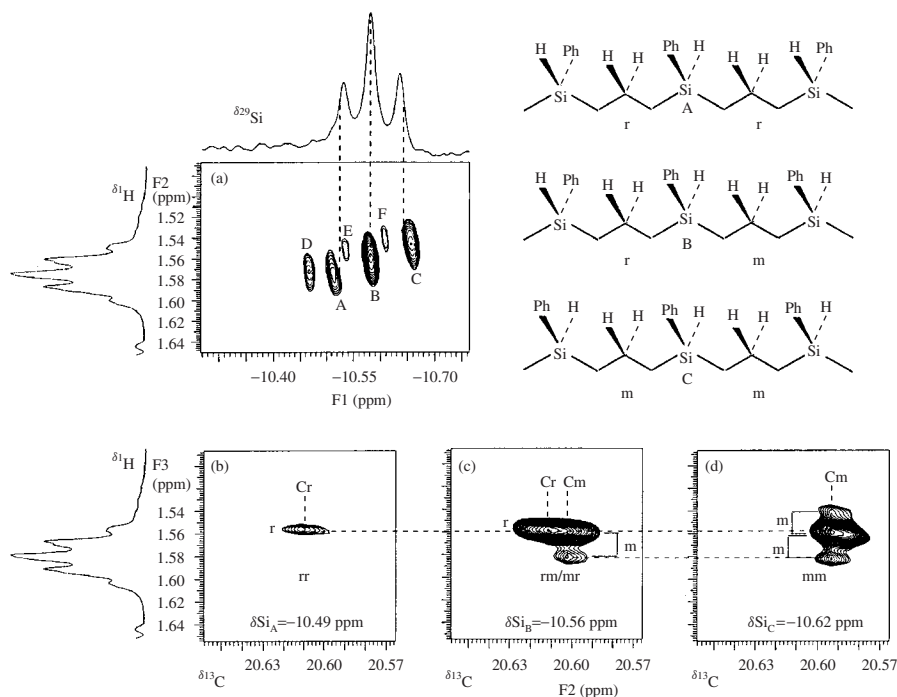 δ29Si
δ1H F2 (ppm)
(a)
1.52
1.54
1.56
1.58
1.60
1.62
1.64
D
E
F
A
B
C
−10.40 −10.55 −10.70
F1 (ppm)
H Ph H H Ph H H H H Ph
Si Si Si
A
r r
H Ph H H Ph H H H Ph H
Si Si Si
B
r m
Ph H H H Ph H H H Ph H
Si Si Si
C
m m
δ1H F3 (ppm)
1.52
1.54
1.56
1.58
1.60
1.62
1.64
(b)
Cr
r
rr
δSiA=−10.49 ppm
20.63 20.60 20.57
δ13C
(c)
Cr Cm
r
m
rm/mr
δSiB=−10.56 ppm
20.63 20.60 20.57
δ13C F2 (ppm)
(d)
Cm
m
m
mm
δSiC=−10.62 ppm
20.63 20.60 20.57
δ13C